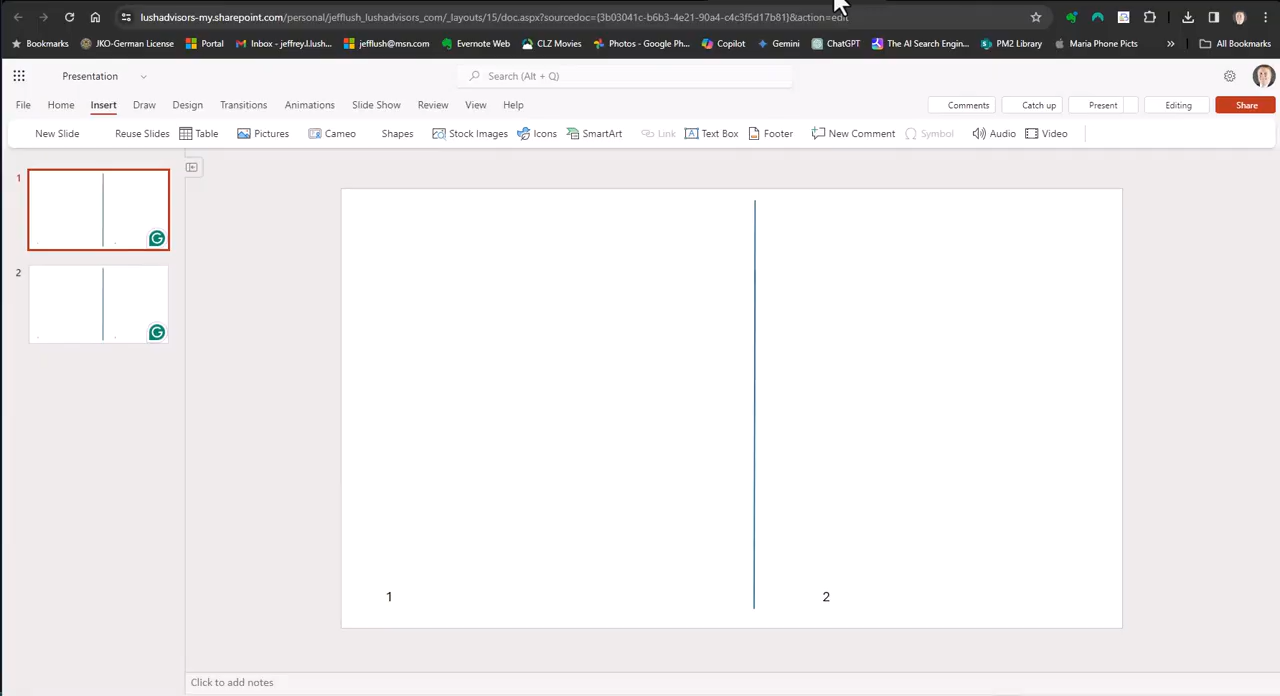 lushadvisors-my.sharepoint.com/personal/jefflush_lushadvisors_com/_layouts/15/doc.aspx?sourcedoc={3b03041c-b6b3-4e21-90a4-c4c3f5d17b81}&action=edit
Bookmarks JKO-German License Portal Inbox - jeffrey.l.lush... jefflush@msn.com Evernote Web CLZ Movies Photos - Google Ph... Copilot Gemini ChatGPT The AI Search Engin... PM2 Library Maria Phone Picts » All Bookmarks
Presentation Search (Alt + Q)
File Home Insert Draw Design Transitions Animations Slide Show Review View Help Comments Catch up Present Editing Share
New Slide Reuse Slides Table Pictures Cameo Shapes Stock Images Icons SmartArt Link Text Box Footer New Comment Symbol Audio Video
1
2
1 2
Click to add notes